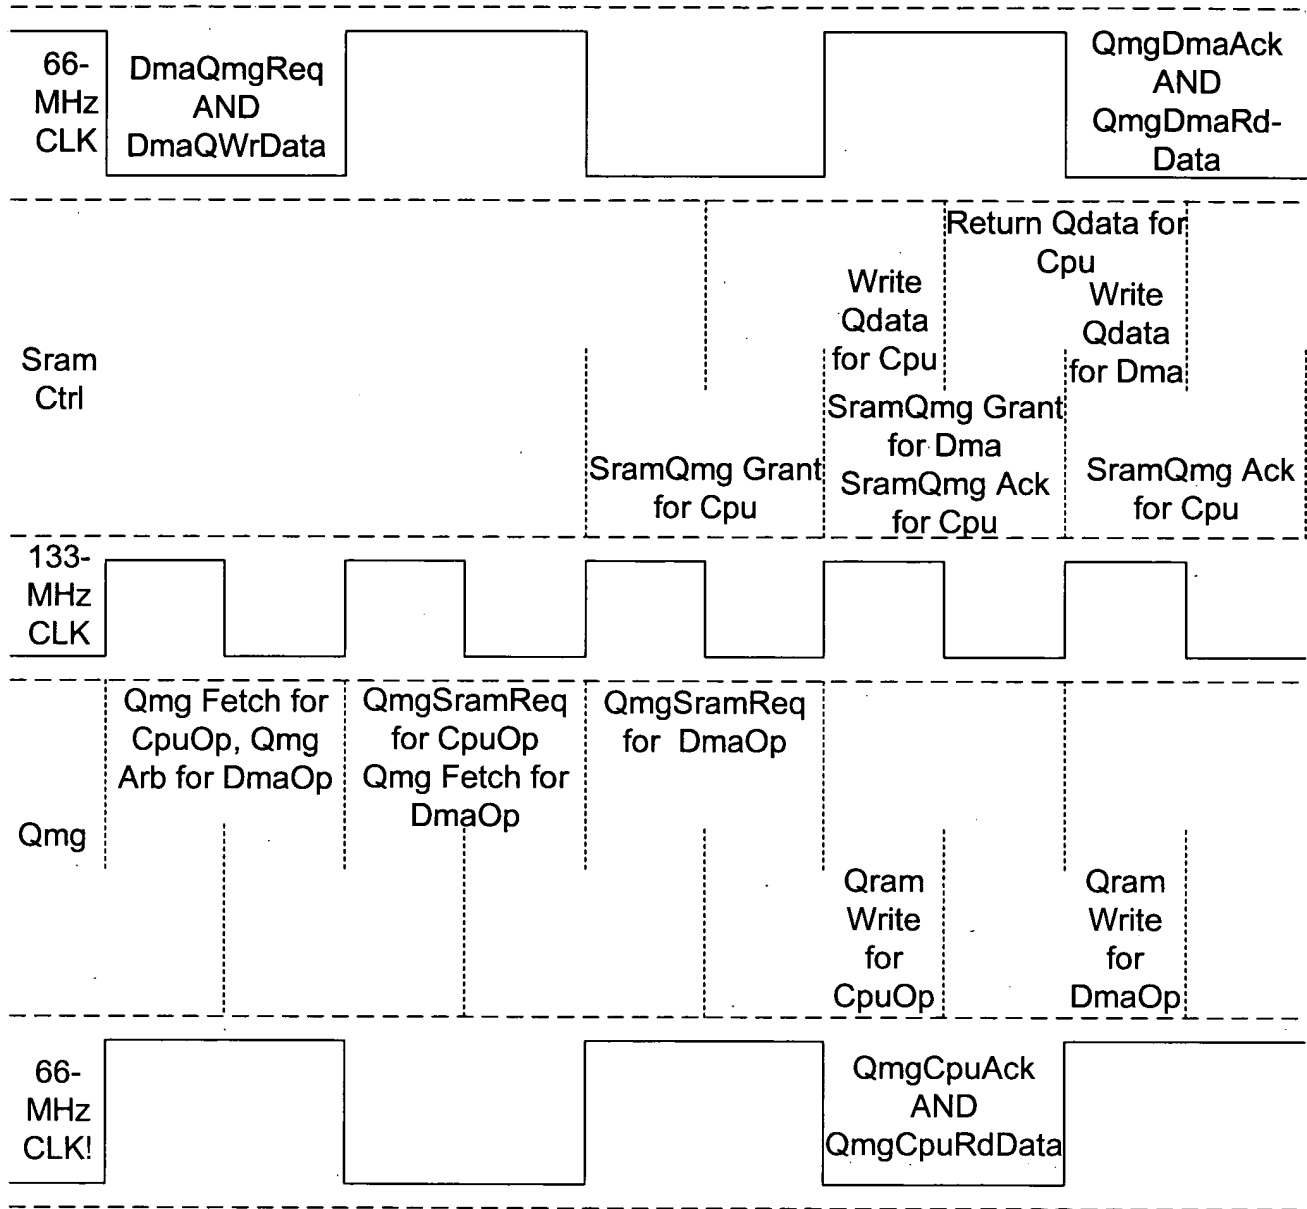 66-
MHz
CLK
DmaQmgReq
AND
DmaQWrData
QmgDmaAck
AND
QmgDmaRd-
Data
Sram
Ctrl
Write
Qdata
for Cpu
Return Qdata for
Cpu
Write
Qdata
for Dma
SramQmg Grant
for Cpu
SramQmg Grant
for Dma
SramQmg Ack
for Cpu
SramQmg Ack
for Cpu
133-
MHz
CLK
Qmg
Qmg Fetch for
CpuOp, Qmg
Arb for DmaOp
QmgSramReq
for CpuOp
Qmg Fetch for
DmaOp
QmgSramReq
for DmaOp
Qram
Write
for
CpuOp
Qram
Write
for
DmaOp
66-
MHz
CLK!
QmgCpuAck
AND
QmgCpuRdData